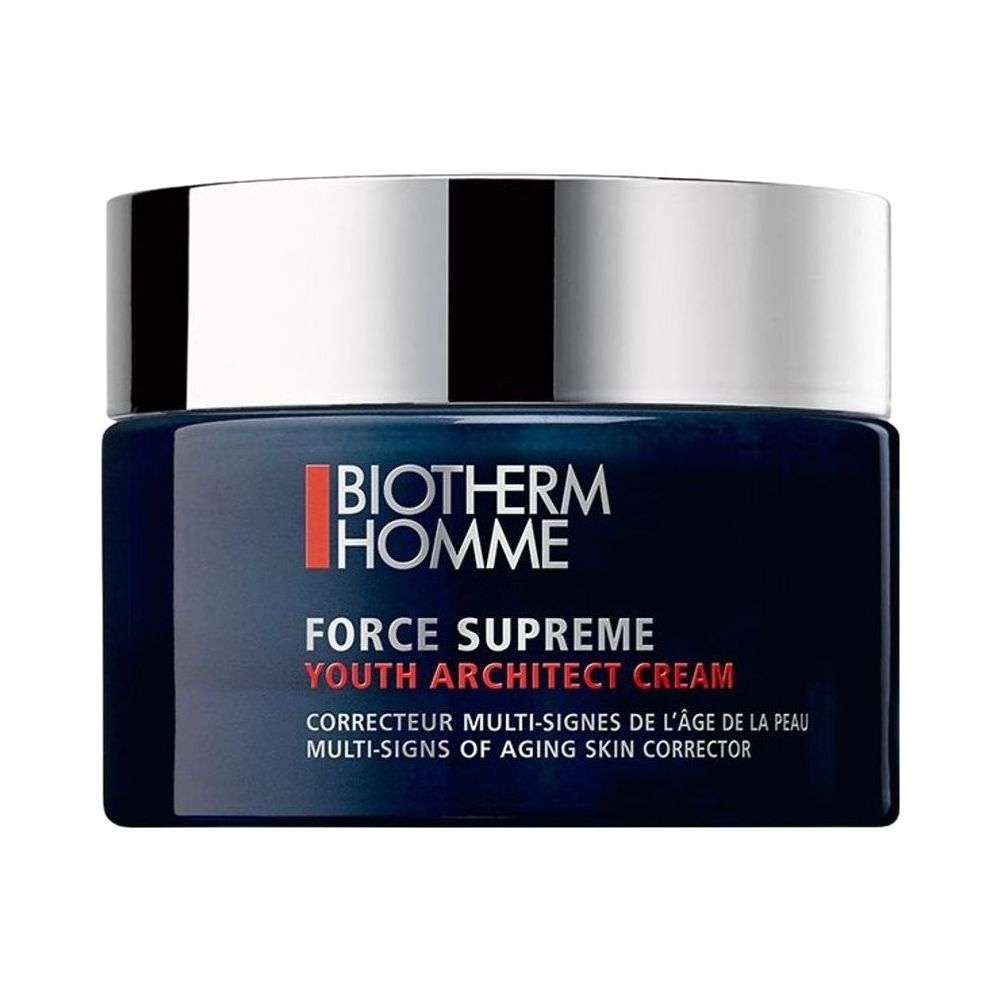 BIOTHERM
HOMME
FORCE SUPREME
YOUTH ARCHITECT CREAM
CORRECTEUR MULTI-SIGNES DE L'ÂGE DE LA PEAU
MULTI-SIGNS OF AGING SKIN CORRECTOR